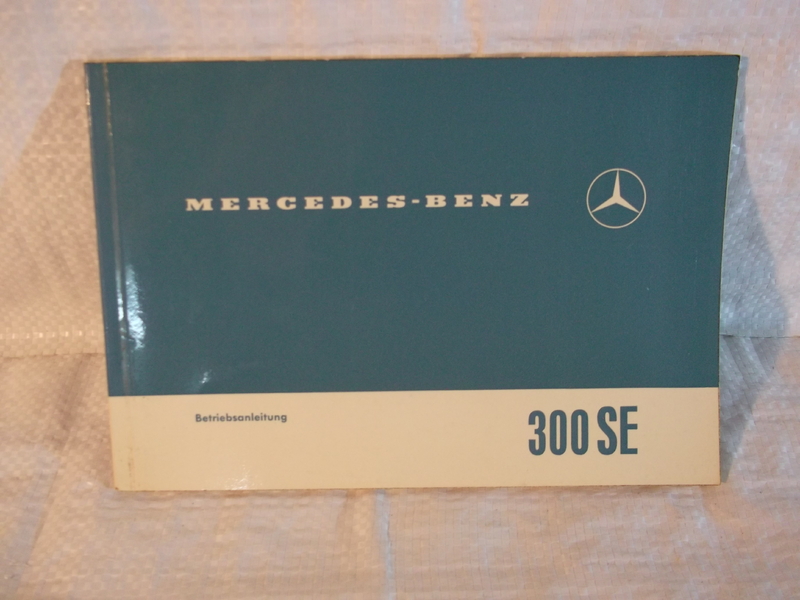 MERCEDES-BENZ
Betriebsanleitung
300 SE